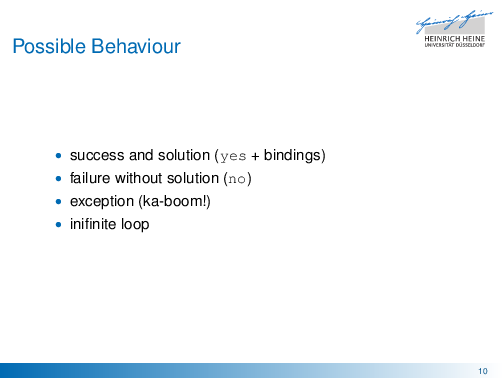 Possible Behaviour
HEINRICH HEINE
UNIVERSITÄT DÜSSELDORF
• success and solution (yes + bindings)
• failure without solution (no)
• exception (ka-boom!)
• inifinite loop
10